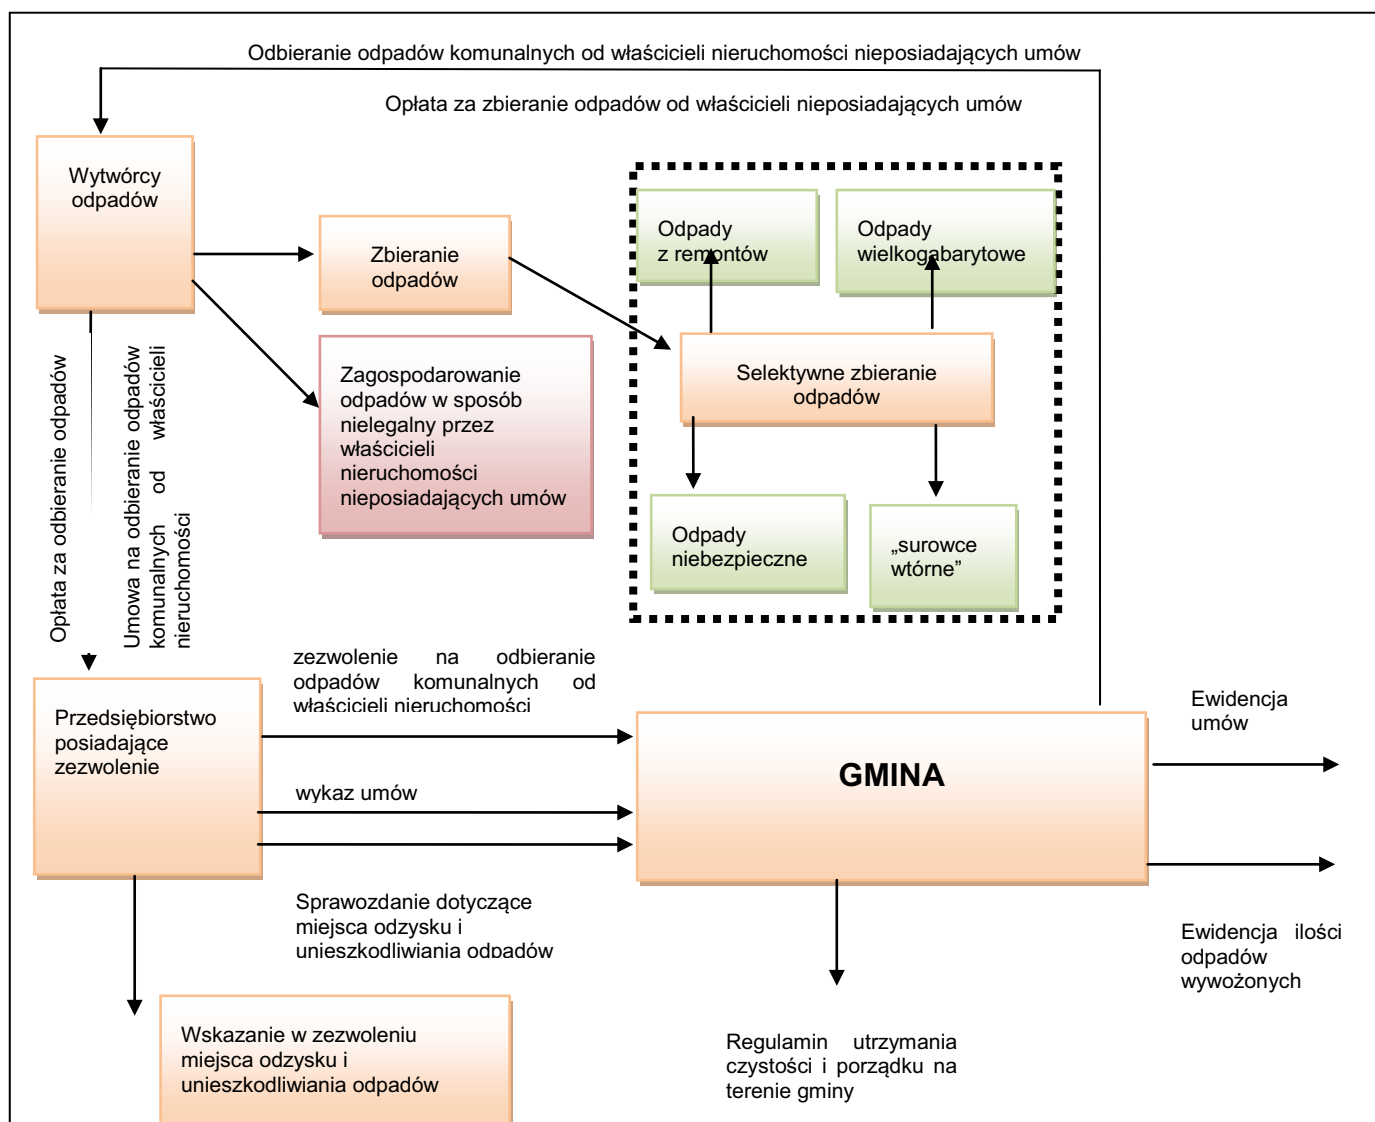 Odbieranie odpadów komunalnych od właścicieli nieruchomości nieposiadających umów
Opłata za zbieranie odpadów od właścicieli nieposiadających umów
Wytwórcy
odpadów
Zbieranie
odpadów
Odpady
z remontów
Odpady
wielkogabarytowe
Zagospodarowanie
odpadów w sposób
nielegalny przez
właścicieli
nieruchomości
nieposiadających umów
Selektywne zbieranie
odpadów
Odpady
niebezpieczne
„surowce
wtórne”
Opłata za odbieranie odpadów
Umowa na odbieranie odpadów
komunalnych od właścicieli
nieruchomości
Przedsiębiorstwo
posiadające
zezwolenie
zezwolenie na odbieranie
odpadów komunalnych od
właścicieli nieruchomości
wykaz umów
Sprawozdanie dotyczące
miejsca odzysku i
unieszkodliwiania odpadów
GMINA
Ewidencja
umów
Ewidencja ilości
odpadów
wywożonych
Wskazanie w zezwoleniu
miejsca odzysku i
unieszkodliwiania odpadów
Regulamin utrzymania
czystości i porządku na
terenie gminy